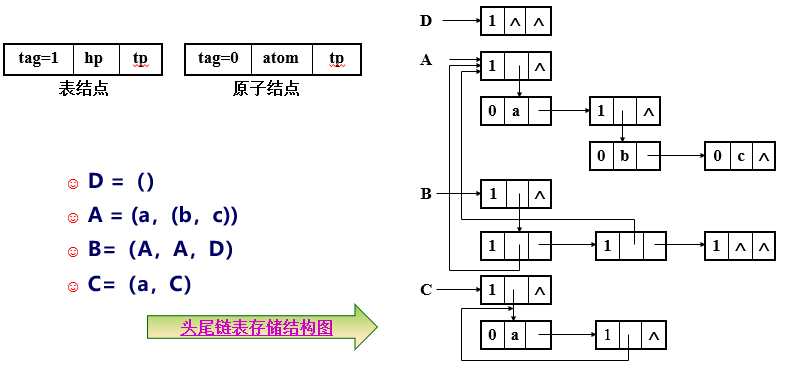 tag=1 hp tp
表结点
tag=0 atom tp
原子结点
D = ()
A = (a, (b, c))
B= (A, A, D)
C= (a, C)
头尾链表存储结构图
D 1 ∧ ∧
A 1 ∧
0 a 1 ∧
0 b 0 c ∧
B 1 ∧
1 1 1 ∧ ∧
C 1 ∧
0 a 1 ∧